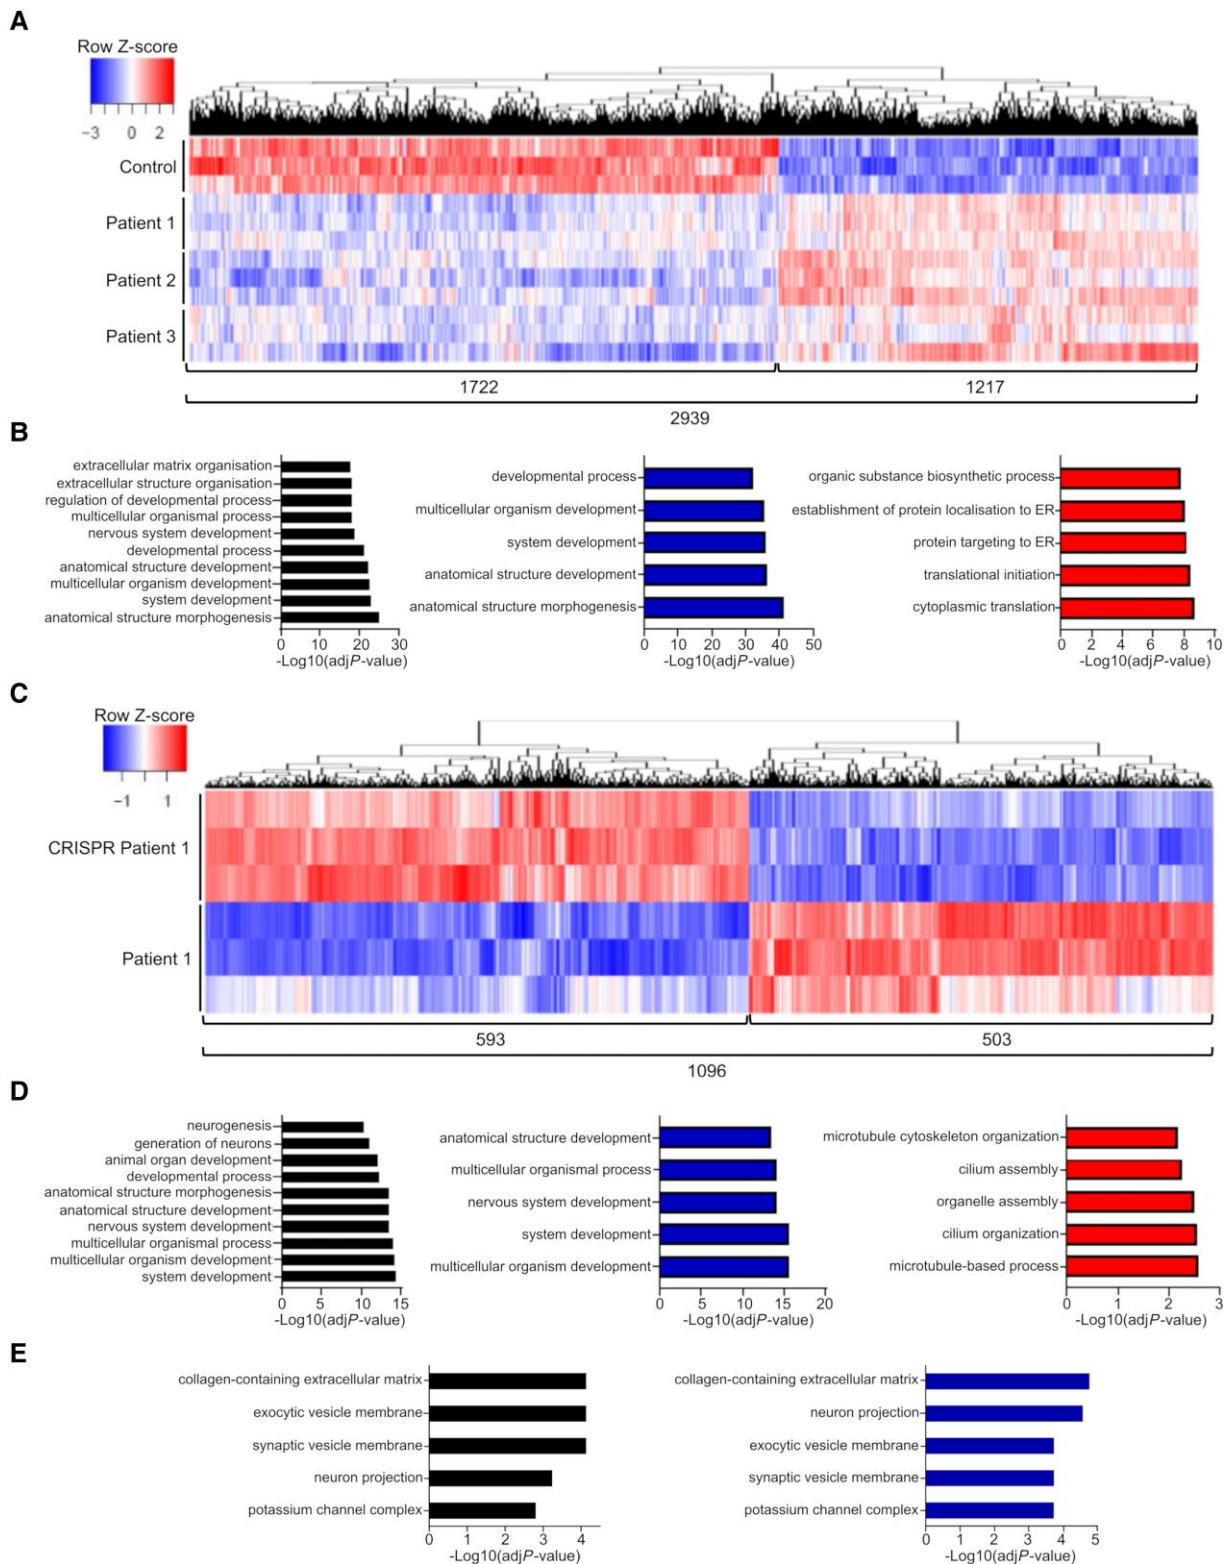 A
Row Z-score
−3 0 2
Control
Patient 1
Patient 2
Patient 3
1722 1217
2939
B
extracellular matrix organisation
extracellular structure organisation
regulation of developmental process
multicellular organismal process
nervous system development
developmental process
anatomical structure development
multicellular organism development
system development
anatomical structure morphogenesis
0 10 20 30
-Log10(adjP-value)
developmental process
multicellular organism development
system development
anatomical structure development
anatomical structure morphogenesis
0 10 20 30 40 50
-Log10(adjP-value)
organic substance biosynthetic process
establishment of protein localisation to ER
protein targeting to ER
translational initiation
cytoplasmic translation
0 2 4 6 8 10
-Log10(adjP-value)
C
Row Z-score
−1 1
CRISPR Patient 1
Patient 1
593 503
1096
D
neurogenesis
generation of neurons
animal organ development
developmental process
anatomical structure morphogenesis
anatomical structure development
nervous system development
multicellular organismal process
multicellular organism development
system development
0 5 10 15
-Log10(adjP-value)
anatomical structure development
multicellular organismal process
nervous system development
system development
multicellular organism development
0 5 10 15 20
-Log10(adjP-value)
microtubule cytoskeleton organization
cilium assembly
organelle assembly
cilium organization
microtubule-based process
0 1 2 3
-Log10(adjP-value)
E
collagen-containing extracellular matrix
exocytic vesicle membrane
synaptic vesicle membrane
neuron projection
potassium channel complex
0 1 2 3 4
-Log10(adjP-value)
collagen-containing extracellular matrix
neuron projection
exocytic vesicle membrane
synaptic vesicle membrane
potassium channel complex
0 1 2 3 4 5
-Log10(adjP-value)